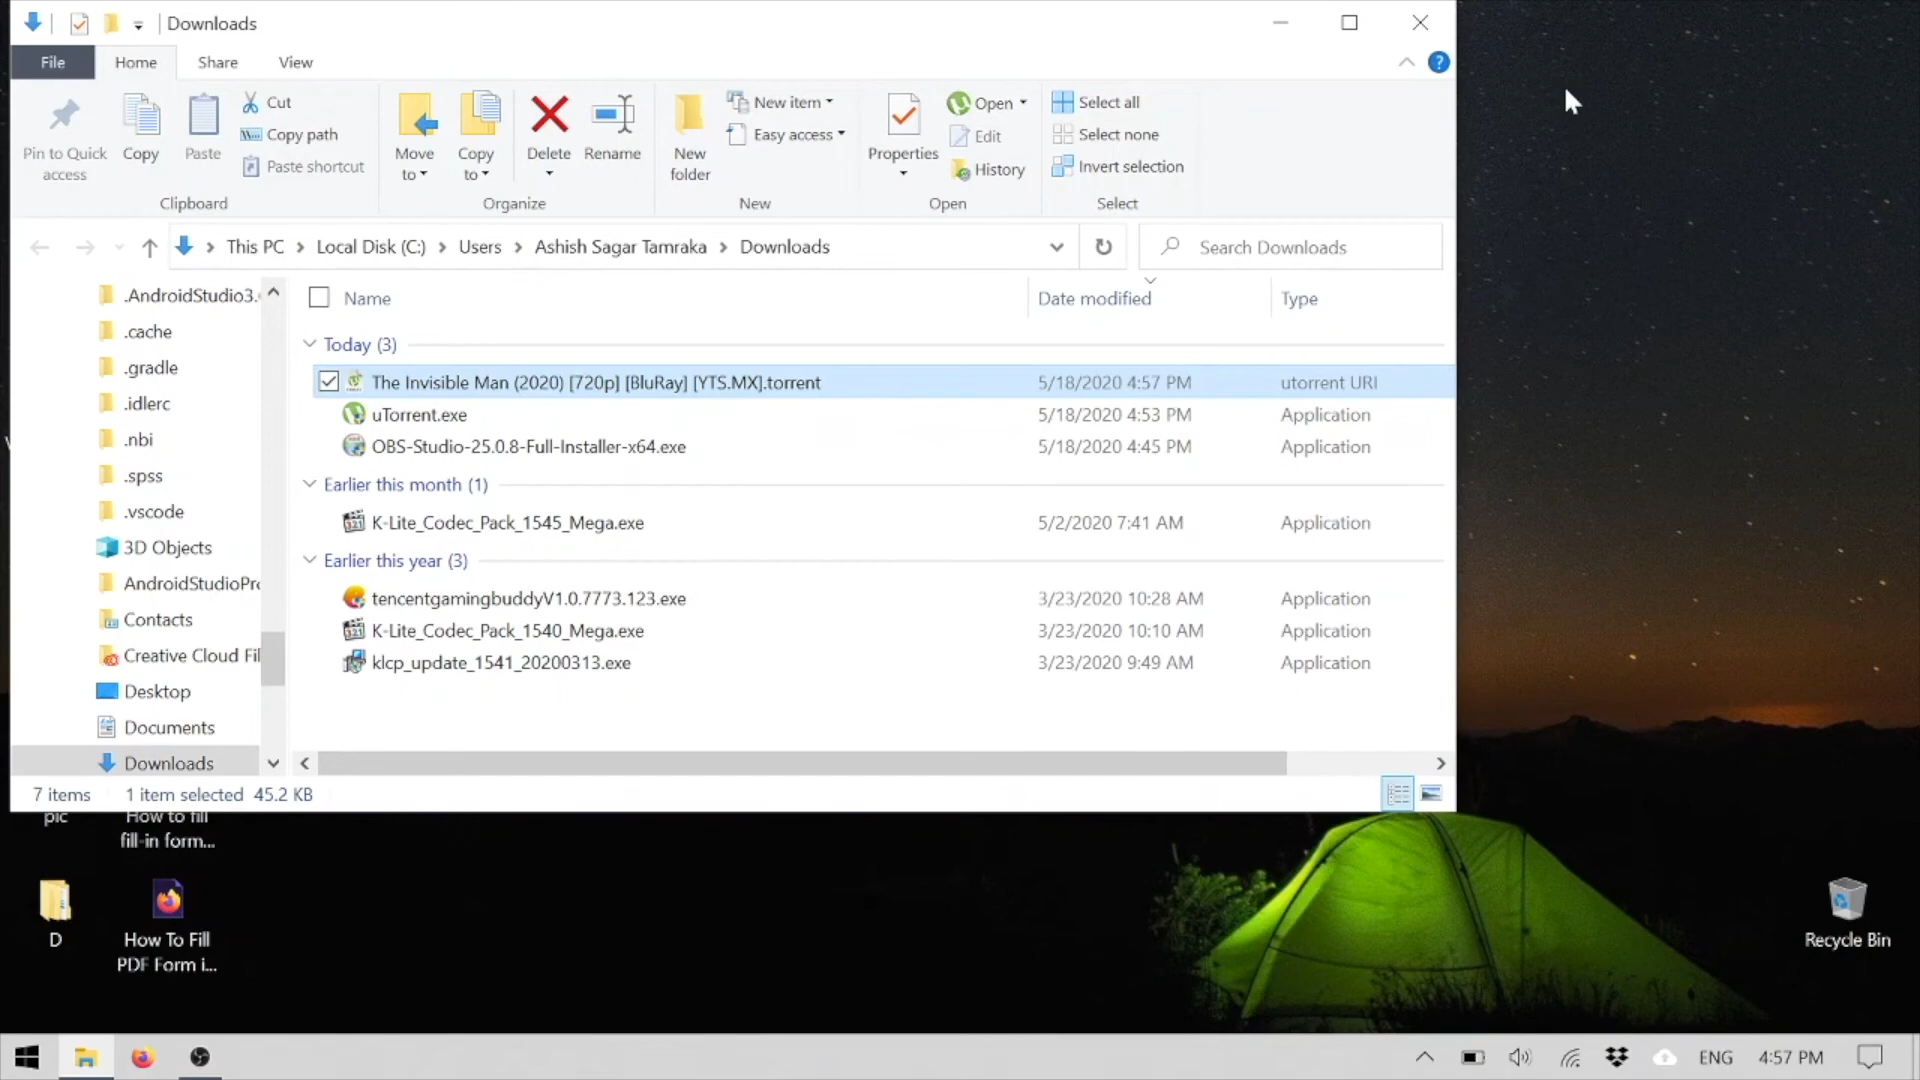 Downloads
File
Home
Share
View
Pin to Quick
access
Copy
Paste
Cut
Copy path
Paste shortcut
Clipboard
Move
to
Copy
to
Delete
Rename
Organize
New
folder
New item
Easy access
New
Properties
Open
Edit
History
Open
Select all
Select none
Invert selection
Select
This PC
Local Disk (C:)
Users
Ashish Sagar Tamraka
Downloads
Search Downloads
.AndroidStudio3.
.cache
.gradle
.idlerc
.nbi
.spss
.vscode
3D Objects
AndroidStudioPr
Contacts
Creative Cloud Fil
Desktop
Documents
Downloads
Name
Date modified
Type
Today (3)
The Invisible Man (2020) [720p] [BluRay] [YTS.MX].torrent 5/18/2020 4:57 PM utorrent URI
uTorrent.exe 5/18/2020 4:53 PM Application
OBS-Studio-25.0.8-Full-Installer-x64.exe 5/18/2020 4:45 PM Application
Earlier this month (1)
K-Lite_Codec_Pack_1545_Mega.exe 5/2/2020 7:41 AM Application
Earlier this year (3)
tencentgamingbuddyV1.0.7773.123.exe 3/23/2020 10:28 AM Application
K-Lite_Codec_Pack_1540_Mega.exe 3/23/2020 10:10 AM Application
klcp_update_1541_20200313.exe 3/23/2020 9:49 AM Application
7 items 1 item selected 45.2 KB
pic
How to fill
fill-in form...
D
How To Fill
PDF Form i...
Recycle Bin
ENG
4:57 PM